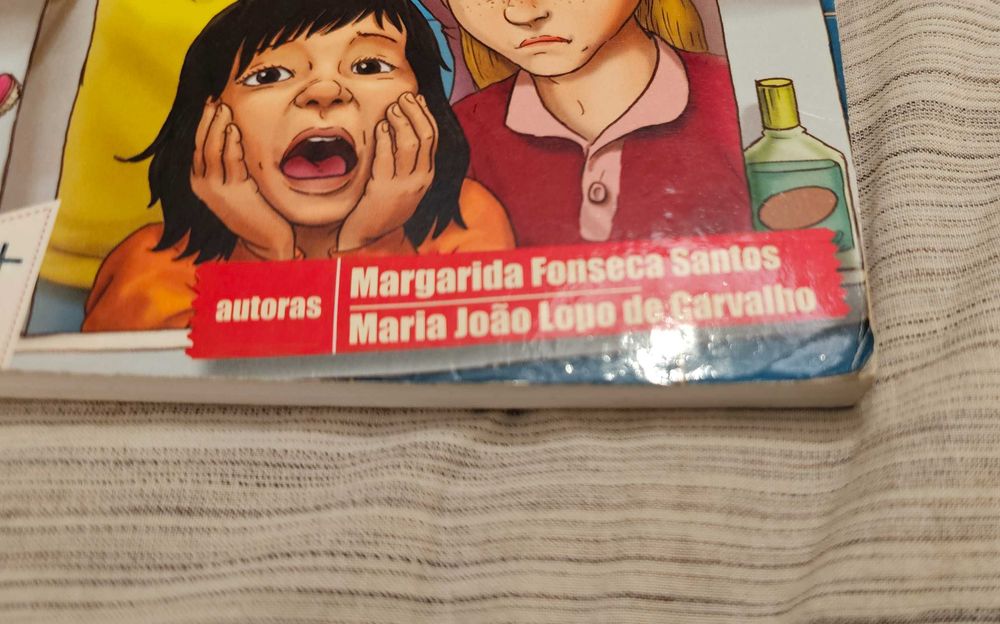 autoras
Margarida Fonseca Santos
Maria João Lopo de Carvalho